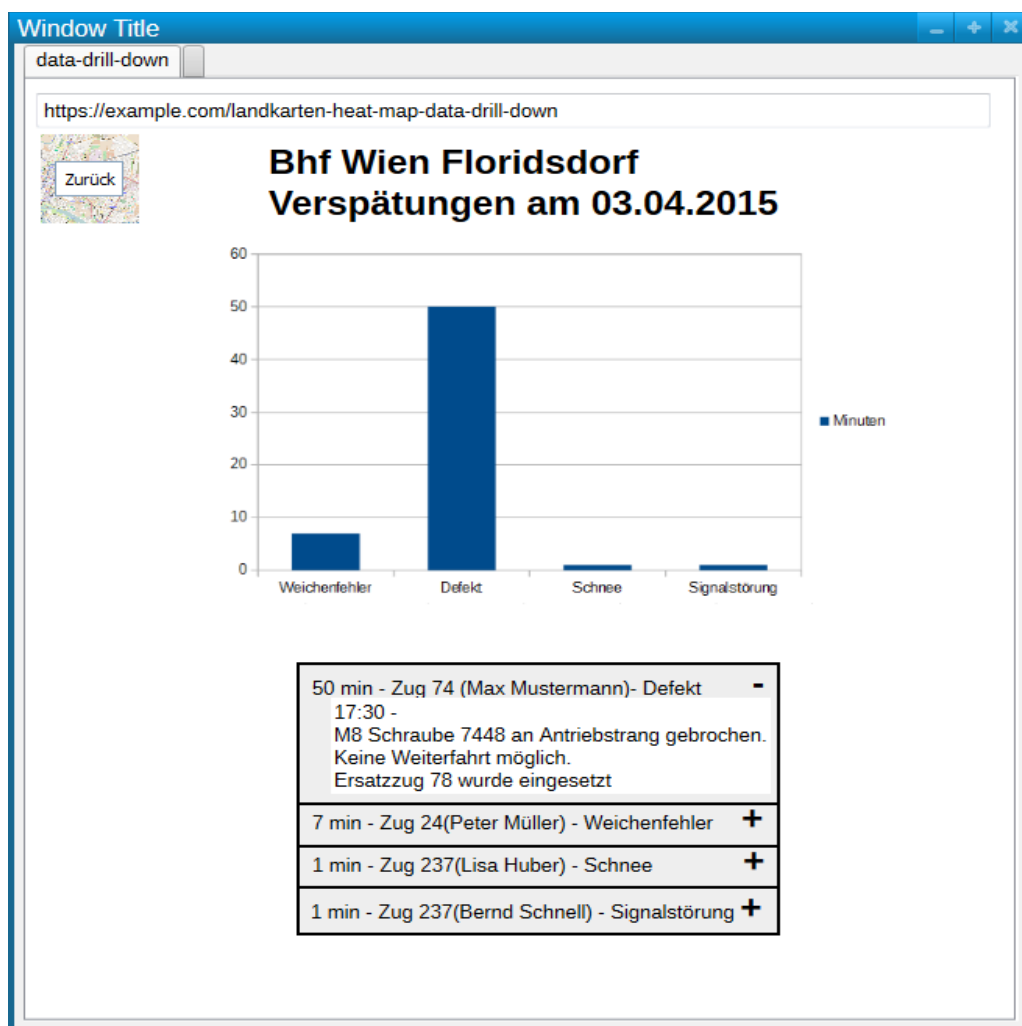 Window Title
data-drill-down
https://example.com/landkarten-heat-map-data-drill-down
Zurück
Bhf Wien Floridsdorf
Verspätungen am 03.04.2015
60
50
40
30
20
10
0
Minuten
Weichenfehler Defekt Schnee Signalstörung
50 min - Zug 74 (Max Mustermann)- Defekt -
17:30 -
M8 Schraube 7448 an Antriebstrang gebrochen.
Keine Weiterfahrt möglich.
Ersatzzug 78 wurde eingesetzt
7 min - Zug 24(Peter Müller) - Weichenfehler +
1 min - Zug 237(Lisa Huber) - Schnee +
1 min - Zug 237(Bernd Schnell) - Signalstörung +